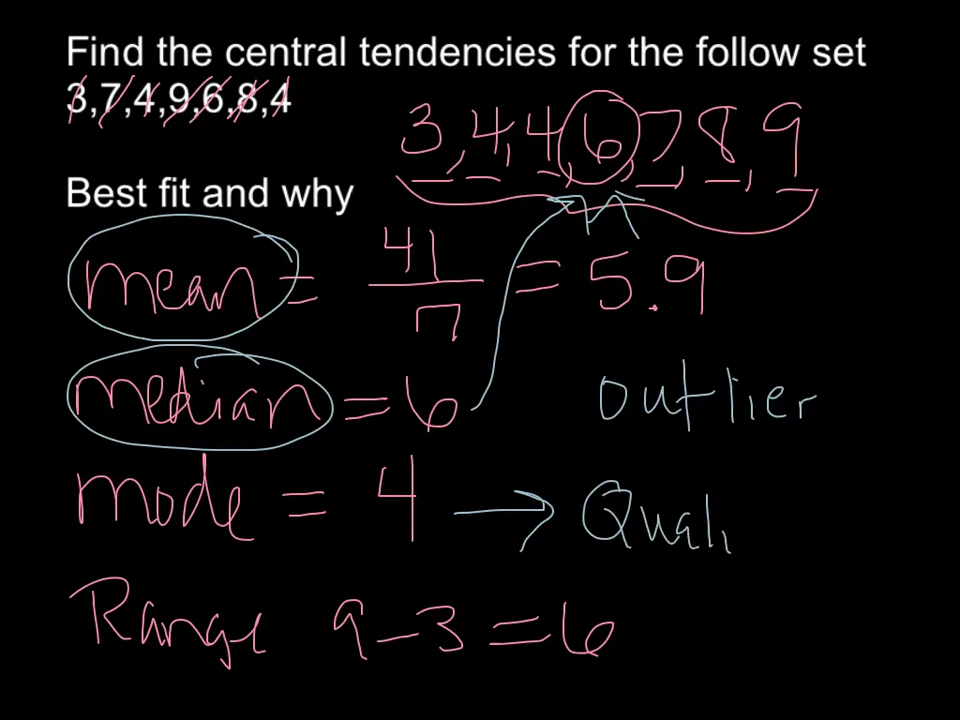 Find the central tendencies for the follow set
3,7,4,9,6,8,4
3,4,4,6,7,8,9
Best fit and why
mean = 41/7 = 5.9
median = 6
outlier
mode = 4 → Quali
Range 9-3=6